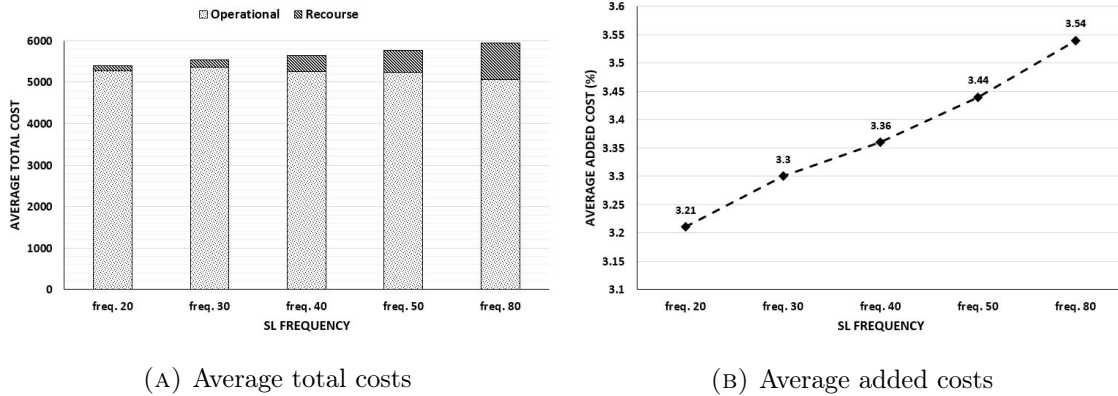 Operational Recourse
AVERAGE TOTAL COST
6000
5000
4000
3000
2000
1000
0
freq. 20 freq. 30 freq. 40 freq. 50 freq. 80
SL FREQUENCY
(A) Average total costs
AVERAGE ADDED COST (%)
3.6
3.55
3.5
3.45
3.4
3.35
3.3
3.25
3.2
3.15
3.1
3.21
3.3
3.36
3.44
3.54
freq. 20 freq. 30 freq. 40 freq. 50 freq. 80
SL FREQUENCY
(B) Average added costs